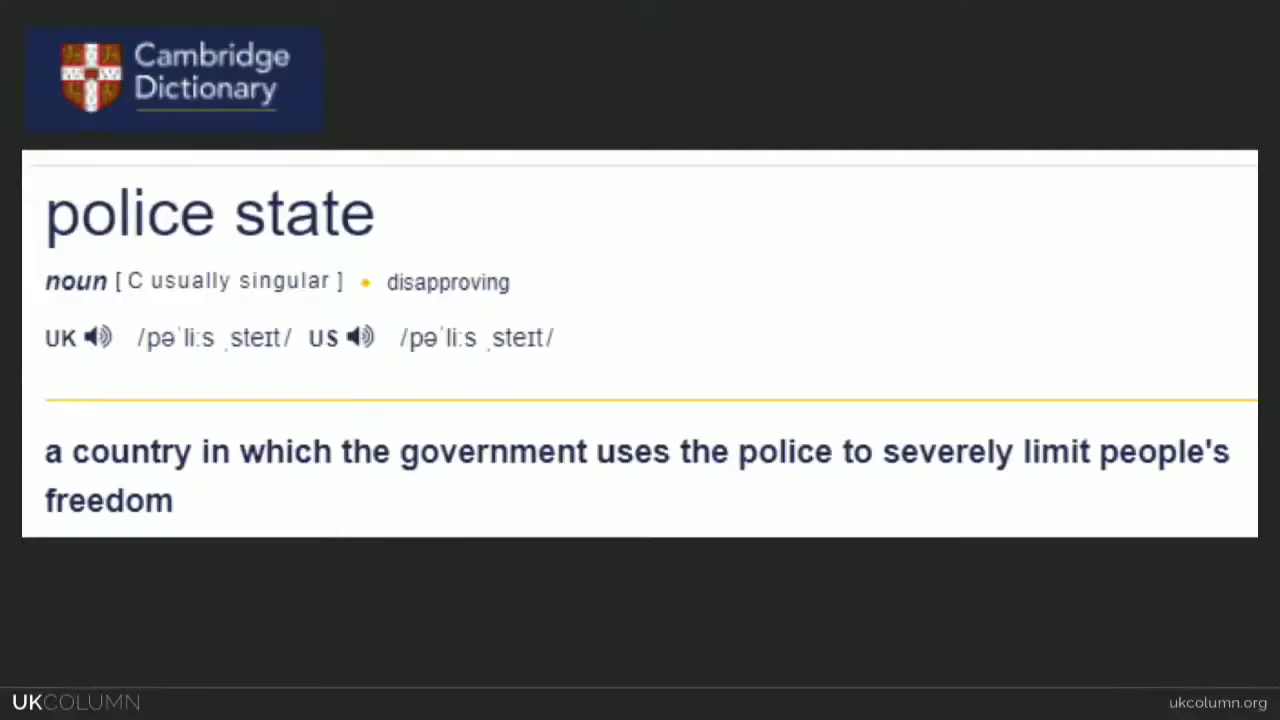 Cambridge
Dictionary
police state
noun [ C usually singular ] • disapproving
UK /pəˈliːs ˌsteɪt/ US /pəˈliːs ˌsteɪt/
a country in which the government uses the police to severely limit people's
freedom
UKCOLUMN
ukcolumn.org